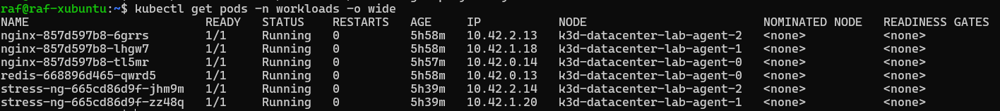 raf@raf-xubuntu:~$ kubectl get pods -n workloads -o wide
NAME READY STATUS RESTARTS AGE IP NODE NOMINATED NODE READINESS GATES
nginx-857d597b8-6grrs 1/1 Running 0 5h58m 10.42.2.13 k3d-datacenter-lab-agent-2 <none> <none>
nginx-857d597b8-lhgw7 1/1 Running 0 5h58m 10.42.1.18 k3d-datacenter-lab-agent-1 <none> <none>
nginx-857d597b8-tl5mr 1/1 Running 0 5h57m 10.42.0.14 k3d-datacenter-lab-agent-0 <none> <none>
redis-668896d465-qwrd5 1/1 Running 0 5h58m 10.42.0.13 k3d-datacenter-lab-agent-0 <none> <none>
stress-ng-665cd86d9f-jhm9m 1/1 Running 0 5h39m 10.42.2.14 k3d-datacenter-lab-agent-2 <none> <none>
stress-ng-665cd86d9f-zz48q 1/1 Running 0 5h39m 10.42.1.20 k3d-datacenter-lab-agent-1 <none> <none>